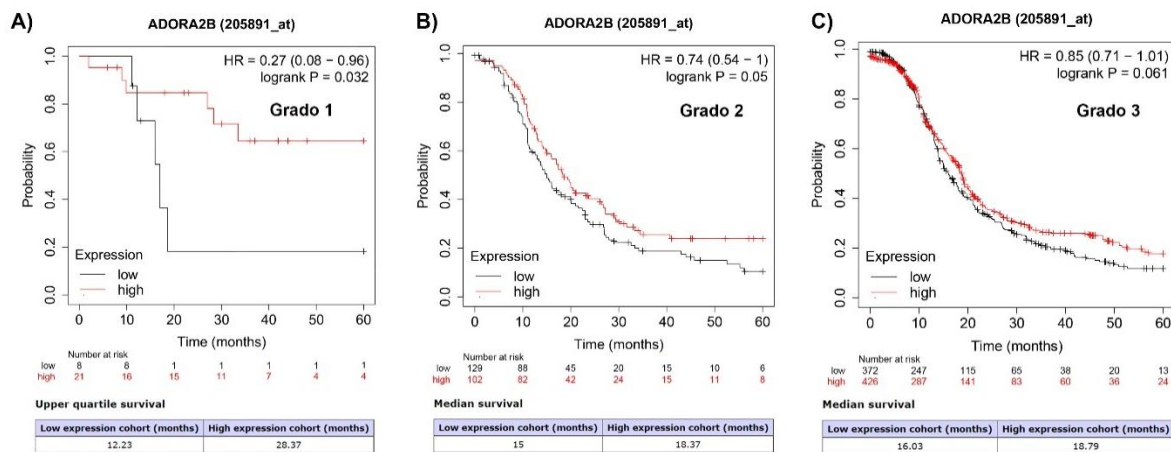 A)
ADORA2B (205891_at)
HR = 0.27 (0.08 – 0.96)
logrank P = 0.032
Grado 1
Probability
1.0
0.8
0.6
0.4
0.2
0.0
Expression
low
high
0 10 20 30 40 50 60
Time (months)
Number at risk
low 8 8 1 1 1 1 1
high 21 16 15 11 7 4 4
Upper quartile survival
Low expression cohort (months) High expression cohort (months)
12.23 28.37
B)
ADORA2B (205891_at)
HR = 0.74 (0.54 – 1)
logrank P = 0.05
Grado 2
Probability
1.0
0.8
0.6
0.4
0.2
0.0
Expression
low
high
0 10 20 30 40 50 60
Time (months)
Number at risk
low 129 88 45 20 15 10 6
high 102 82 42 24 15 11 8
Median survival
Low expression cohort (months) High expression cohort (months)
15 18.37
C)
ADORA2B (205891_at)
HR = 0.85 (0.71 – 1.01)
logrank P = 0.061
Grado 3
Probability
1.0
0.8
0.6
0.4
0.2
0.0
Expression
low
high
0 10 20 30 40 50 60
Time (months)
Number at risk
low 372 247 115 65 38 20 13
high 426 287 141 83 60 36 24
Median survival
Low expression cohort (months) High expression cohort (months)
16.03 18.79